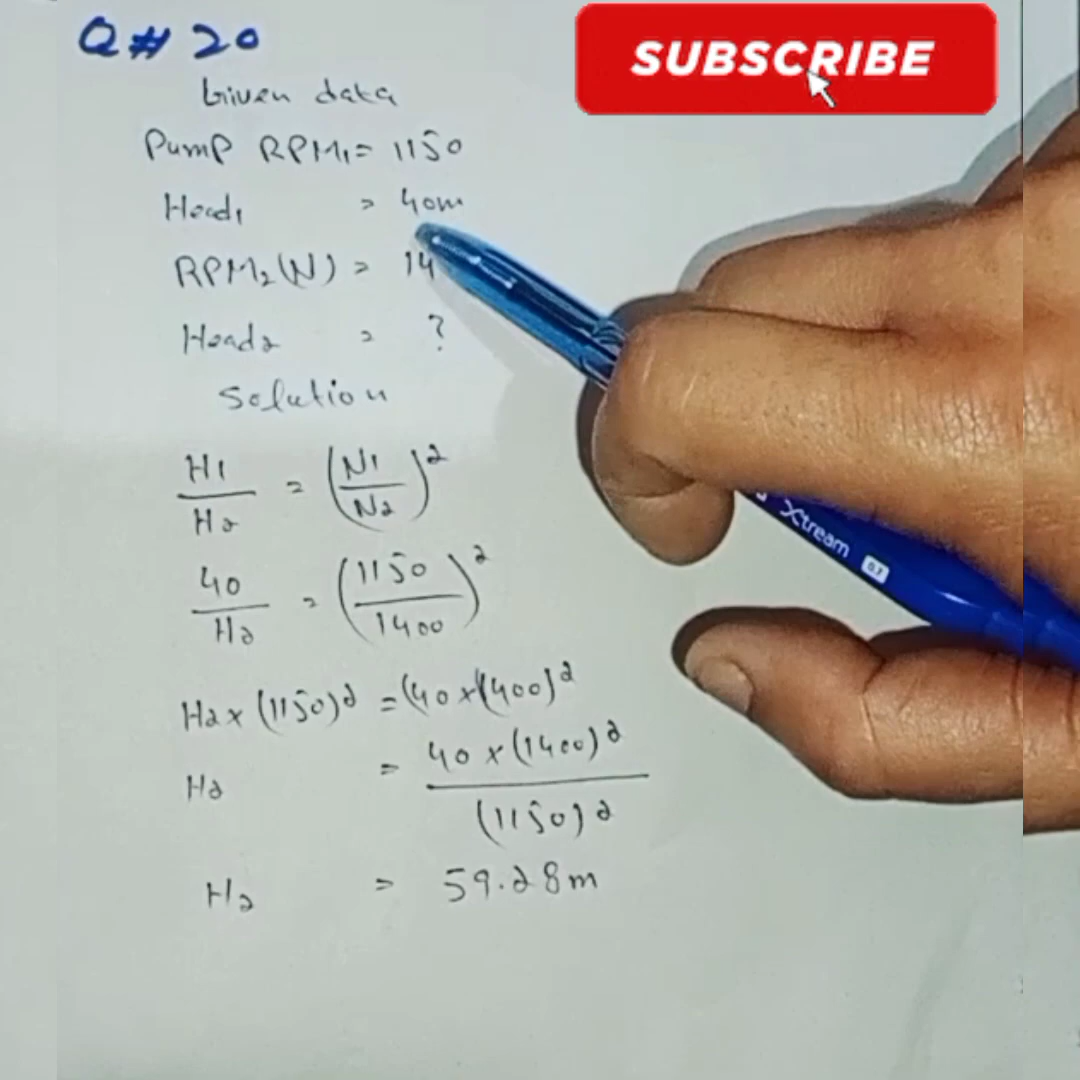 Q # 20
SUBSCRIBE
Given data
Pump RPM1 = 1150
Head1 = 40m
RPM2 (N) = 14
Head2 = ?
Solution
H1/H2 = (N1/N2)2
40/H2 = (1150/1400)2
H2 x (1150)2 = (40 x (1400)2
H2 = 40 x (1400)2/(1150)2
H2 = 59.28m
Xtream 0.7